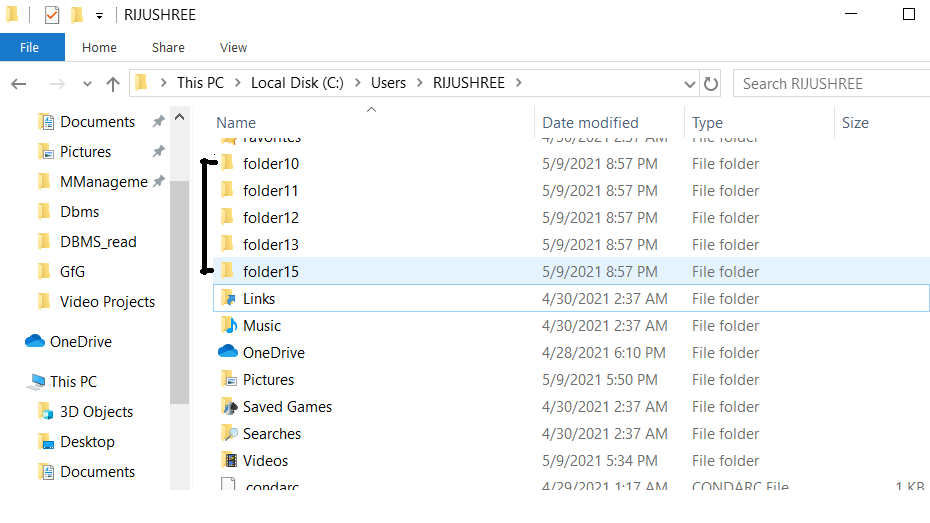 RIJUSHREE
File Home Share View
This PC Local Disk (C:) Users RIJUSHREE Search RIJUSHREE
Documents
Pictures
MManageme
Dbms
DBMS_read
GfG
Video Projects
OneDrive
This PC
3D Objects
Desktop
Documents
Name Date modified Type Size
Favorites 4/30/2021 2:37 AM File folder
folder10 5/9/2021 8:57 PM File folder
folder11 5/9/2021 8:57 PM File folder
folder12 5/9/2021 8:57 PM File folder
folder13 5/9/2021 8:57 PM File folder
folder15 5/9/2021 8:57 PM File folder
Links 4/30/2021 2:37 AM File folder
Music 4/30/2021 2:37 AM File folder
OneDrive 4/28/2021 6:10 PM File folder
Pictures 5/9/2021 5:50 PM File folder
Saved Games 4/30/2021 2:37 AM File folder
Searches 4/30/2021 2:37 AM File folder
Videos 5/9/2021 5:34 PM File folder
.condarc 4/29/2021 1:17 AM CONDARC File 1 KB